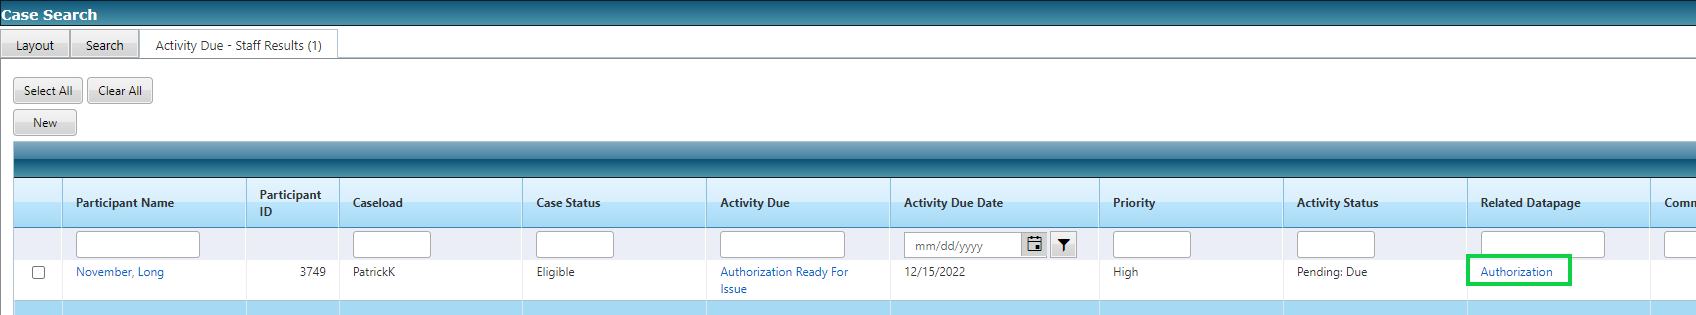 Case Search
Layout Search Activity Due - Staff Results (1)
Select All Clear All
New
Participant Name Participant ID Caseload Case Status Activity Due Activity Due Date Priority Activity Status Related Datapage Comm
mm/dd/yyyy
November, Long 3749 PatrickK Eligible Authorization Ready For 12/15/2022 High Pending: Due Authorization
Issue